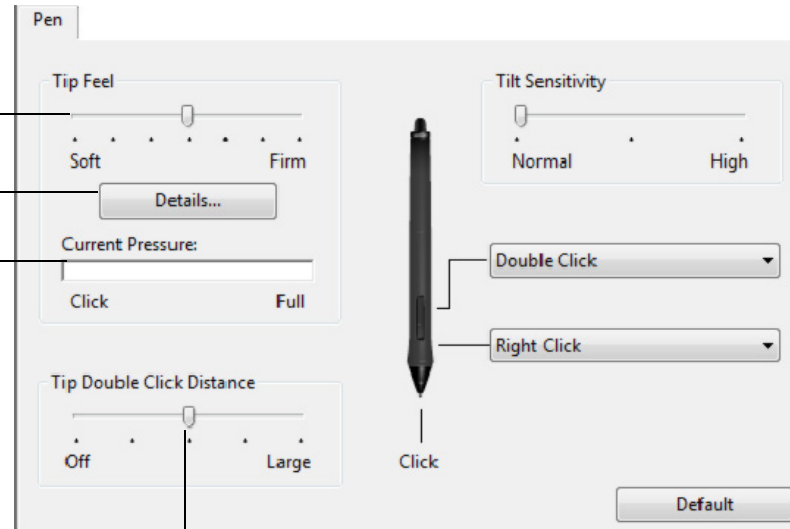 Pen
Tip Feel
Soft Firm
Details...
Current Pressure:
Click Full
Tip Double Click Distance
Off Large
Click
Tilt Sensitivity
Normal High
Double Click
Right Click
Default